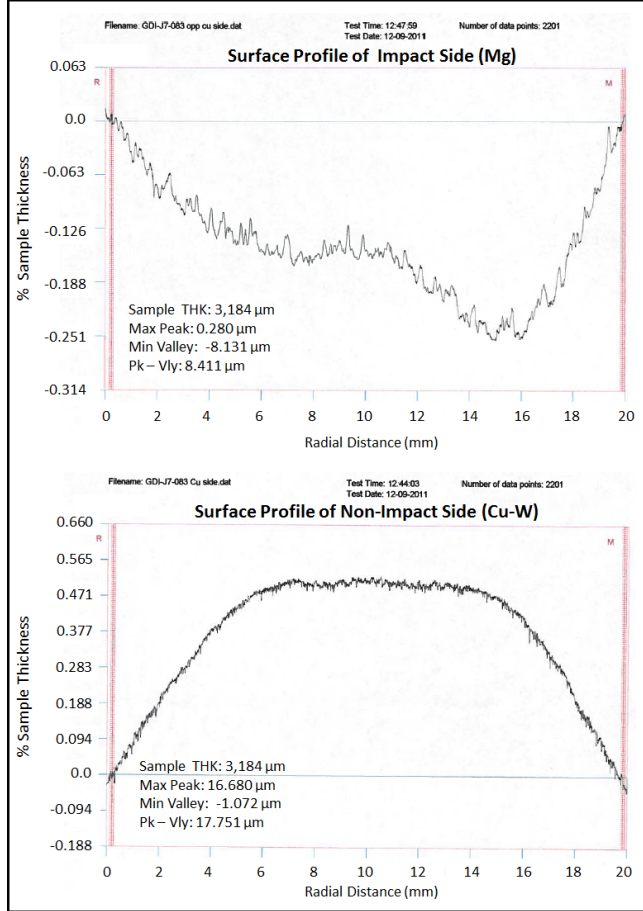 Filename: GDI-J7-083 opp cu side.dat Test Time: 12:47:59 Number of data points: 2201
Test Date: 12-09-2011
Surface Profile of Impact Side (Mg)
0.063
R M
0.0
-0.063
-0.126
-0.188
-0.251
-0.314
% Sample Thickness
Sample THK: 3,184 µm
Max Peak: 0.280 µm
Min Valley: -8.131 µm
Pk – Vly: 8.411 µm
0 2 4 6 8 10 12 14 16 18 20
Radial Distance (mm)
Filename: GDI-J7-083 Cu side.dat Test Time: 12:44:03 Number of data points: 2201
Test Date: 12-09-2011
Surface Profile of Non-Impact Side (Cu-W)
0.660
R M
0.565
0.471
0.377
0.283
0.188
0.094
0.0
-0.094
-0.188
% Sample Thickness
Sample THK: 3,184 µm
Max Peak: 16.680 µm
Min Valley: -1.072 µm
Pk – Vly: 17.751 µm
0 2 4 6 8 10 12 14 16 18 20
Radial Distance (mm)